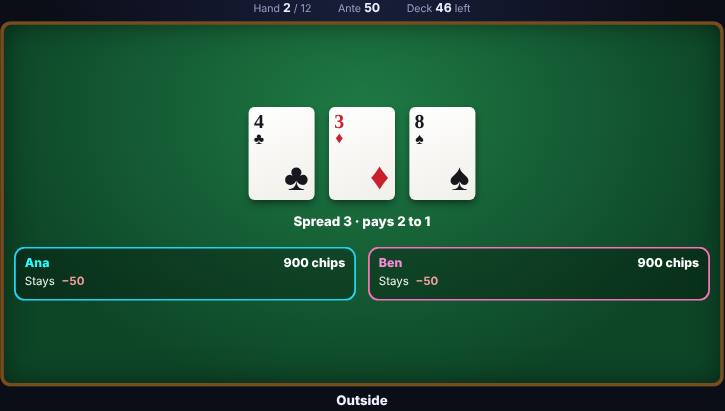 Hand 2 / 12 Ante 50 Deck 46 left
4 3 8
Spread 3 · pays 2 to 1
Ana 900 chips
Stays −50
Ben 900 chips
Stays −50
Outside